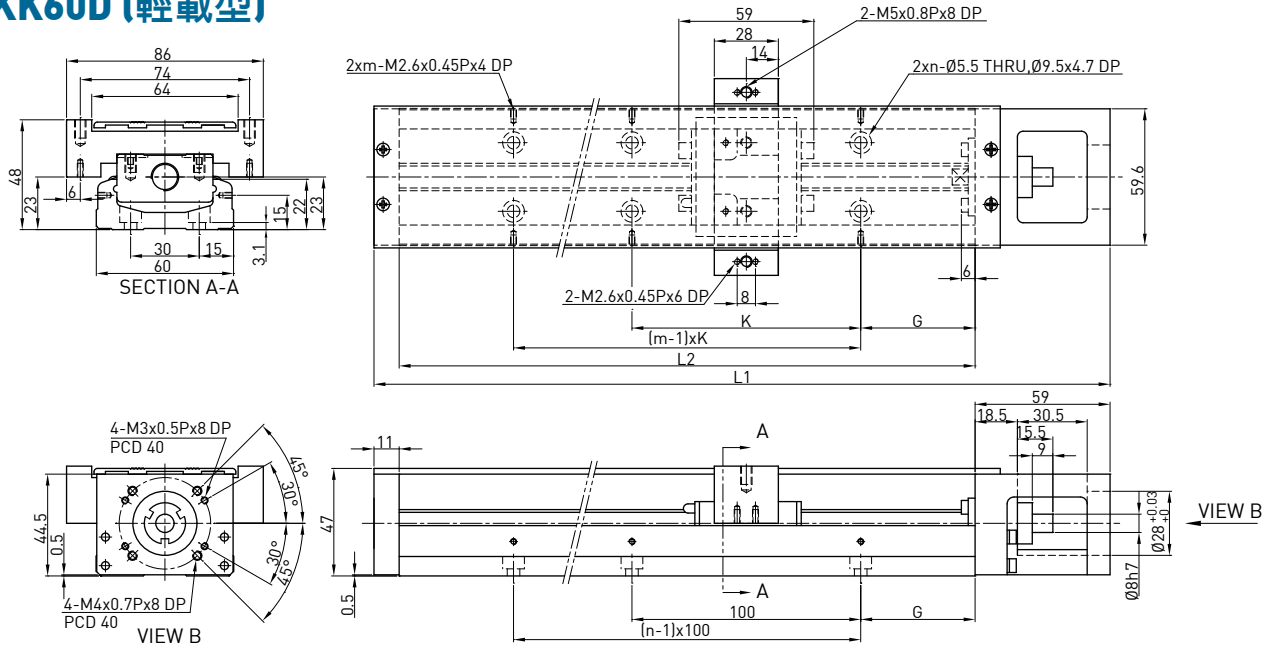 KK60D (輕載型)
86
74
64
48
23
6
15
22
23
3.1
30
15
60
SECTION A-A
59
28
14
2-M5x0.8Px8 DP
2xm-M2.6x0.45Px4 DP
2xn-Ø5.5 THRU,Ø9.5x4.7 DP
59.6
6
2-M2.6x0.45Px6 DP
8
K
G
(m-1)xK
L2
L1
4-M3x0.5Px8 DP
PCD 40
45°
30°
30°
45°
44.5
0.5
4-M4x0.7Px8 DP
PCD 40
VIEW B
11
47
0.5
A
A
59
18.5
30.5
15.5
9
Ø28 +0.03
+0
Ø8h7
VIEW B
100
G
(n-1)x100